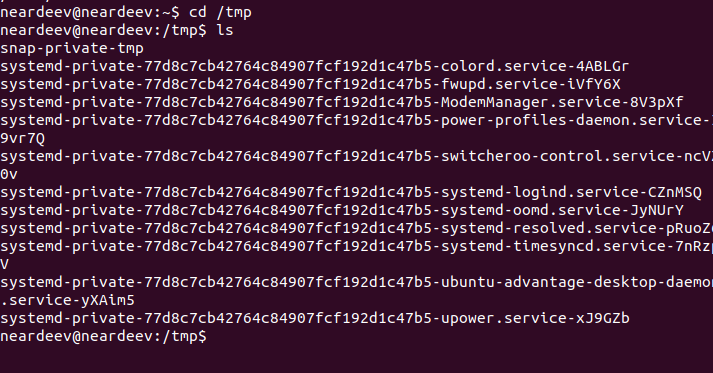 neardeev@neardeev:~$ cd /tmp
neardeev@neardeev:/tmp$ ls
snap-private-tmp
systemd-private-77d8c7cb42764c84907fcf192d1c47b5-colord.service-4ABLGr
systemd-private-77d8c7cb42764c84907fcf192d1c47b5-fwupd.service-iVfY6X
systemd-private-77d8c7cb42764c84907fcf192d1c47b5-ModemManager.service-8V3pXf
systemd-private-77d8c7cb42764c84907fcf192d1c47b5-power-profiles-daemon.service-
9vr7Q
systemd-private-77d8c7cb42764c84907fcf192d1c47b5-switcheroo-control.service-ncV
0v
systemd-private-77d8c7cb42764c84907fcf192d1c47b5-systemd-logind.service-CZnMSQ
systemd-private-77d8c7cb42764c84907fcf192d1c47b5-systemd-oomd.service-JyNUrY
systemd-private-77d8c7cb42764c84907fcf192d1c47b5-systemd-resolved.service-pRuoZ
systemd-private-77d8c7cb42764c84907fcf192d1c47b5-systemd-timesyncd.service-7nRz
V
systemd-private-77d8c7cb42764c84907fcf192d1c47b5-ubuntu-advantage-desktop-daemon
.service-yXAim5
systemd-private-77d8c7cb42764c84907fcf192d1c47b5-upower.service-xJ9GZb
neardeev@neardeev:/tmp$